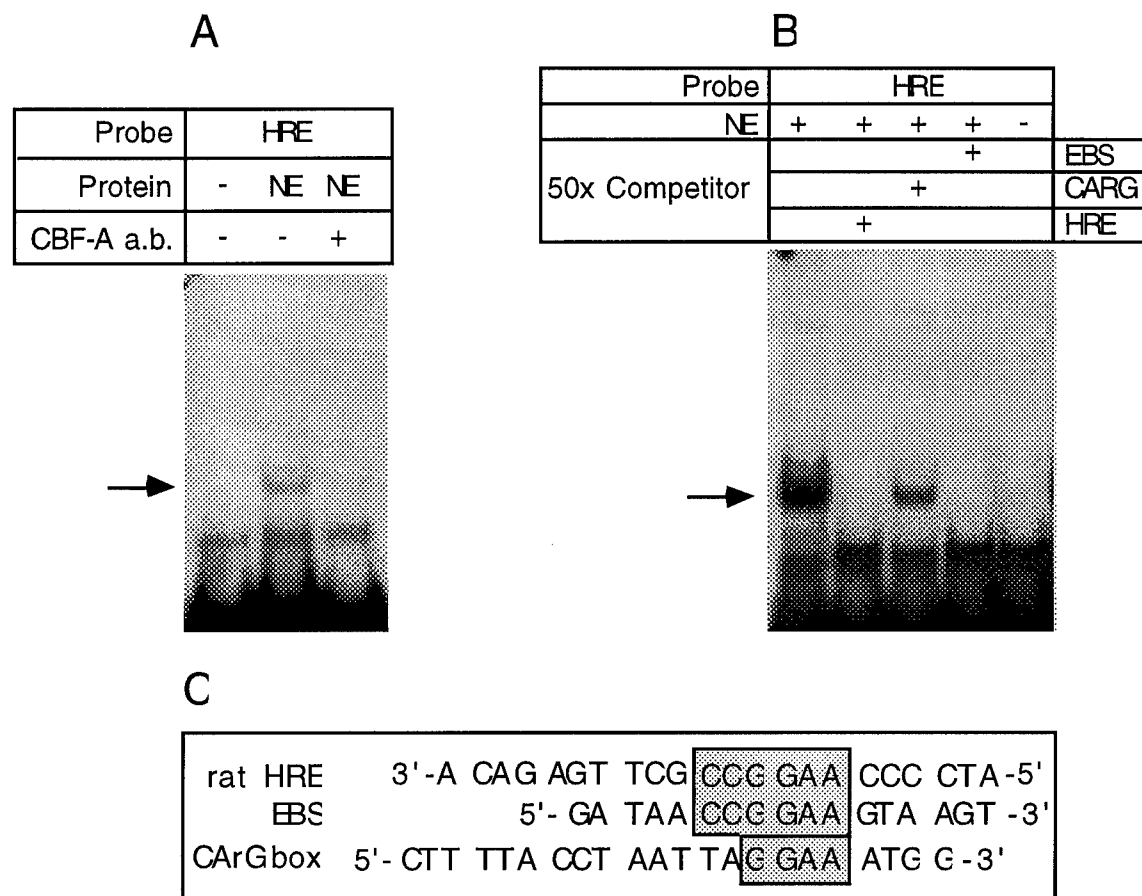 A
Probe HRE
Protein - NE NE
CBF-A a.b. - - +
B
Probe HRE
NE + + + + -
+ EBS
50x Competitor + CARG
+ HRE
C
rat HRE 3'-A CAG AGT TCG CCG GAA CCC CTA-5'
EBS 5'- GA TAA CCG GAA GTA AGT -3'
CArGbox 5'- CTT TTA CCT AAT TAG GAA ATG G -3'